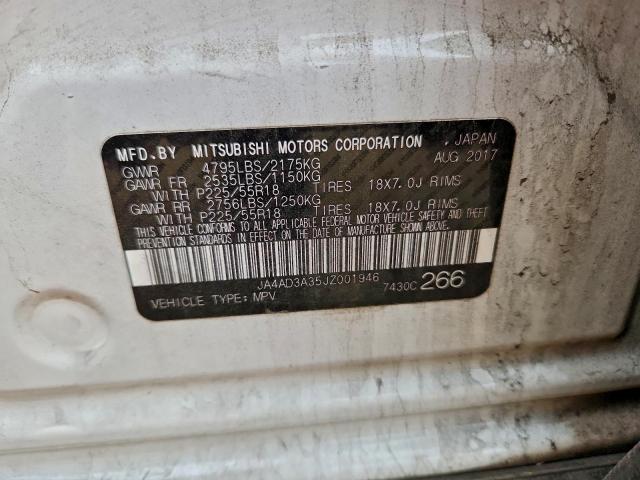 MFD.BY MITSUBISHI MOTORS CORPORATION , JAPAN
GVWR 4795LBS/2175KG AUG 2017
GAWR FR 2535LBS/1150KG
WITH P225/55R18 TIRES 18X7.0J RIMS
GAWR RR 2756LBS/1250KG
WITH P225/55R18 TIRES 18X7.0J RIMS
THIS VEHICLE CONFORMS TO ALL APPLICABLE FEDERAL MOTOR VEHICLE SAFETY AND THEFT
PREVENTION STANDARDS IN EFFECT ON THE DATE OF MANUFACTURE SHOWN ABOVE.
JA4AD3A35JZ001946
VEHICLE TYPE: MPV 7430C 266